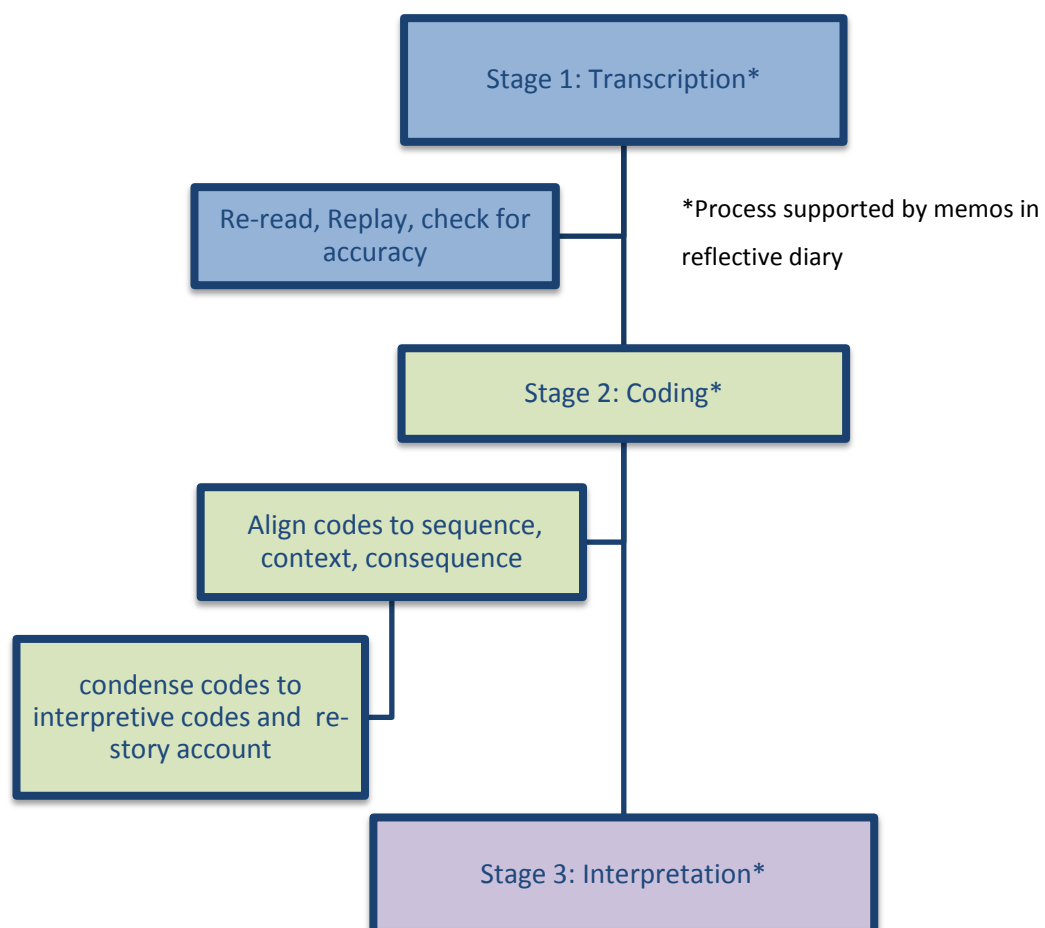 Stage 1: Transcription*
Re-read, Replay, check for
accuracy
*Process supported by memos in
reflective diary
Stage 2: Coding*
Align codes to sequence,
context, consequence
condense codes to
interpretive codes and re-
story account
Stage 3: Interpretation*